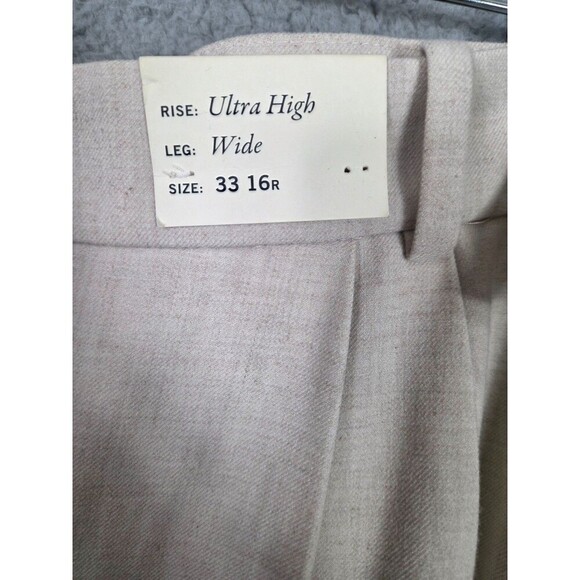 RISE: Ultra High
LEG: Wide
SIZE: 33 16R